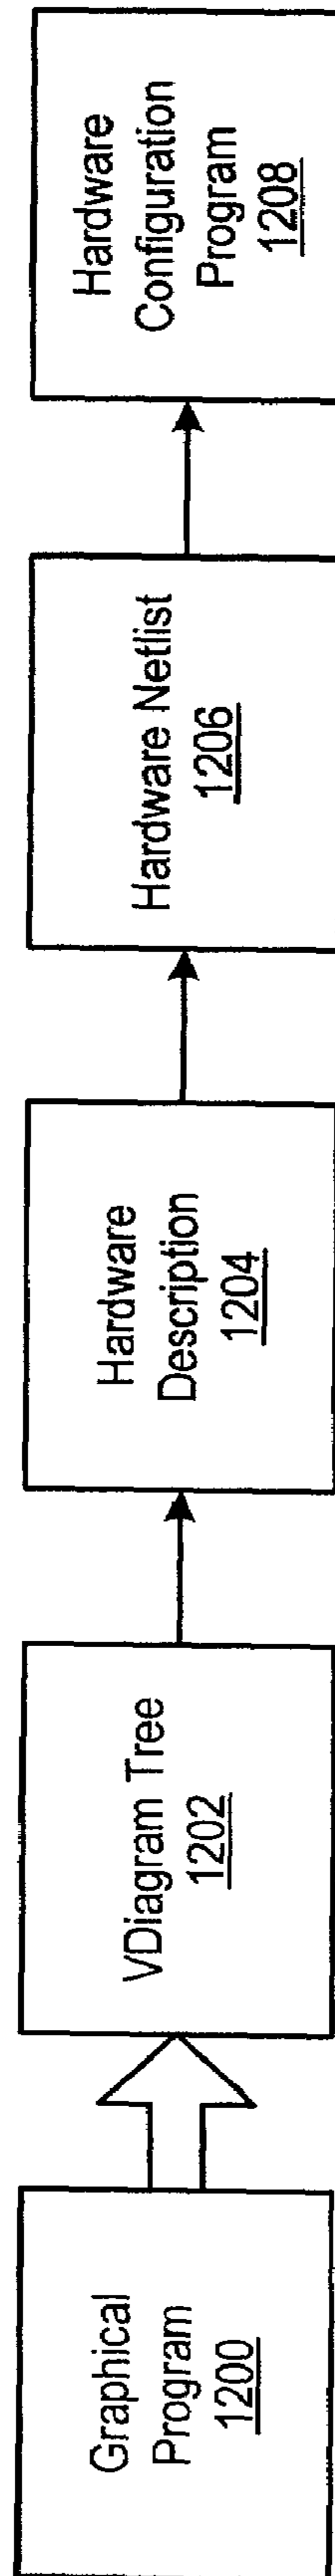 Graphical
Program
1200
VDiagram Tree
1202
Hardware
Description
1204
Hardware Netlist
1206
Hardware
Configuration
Program
1208